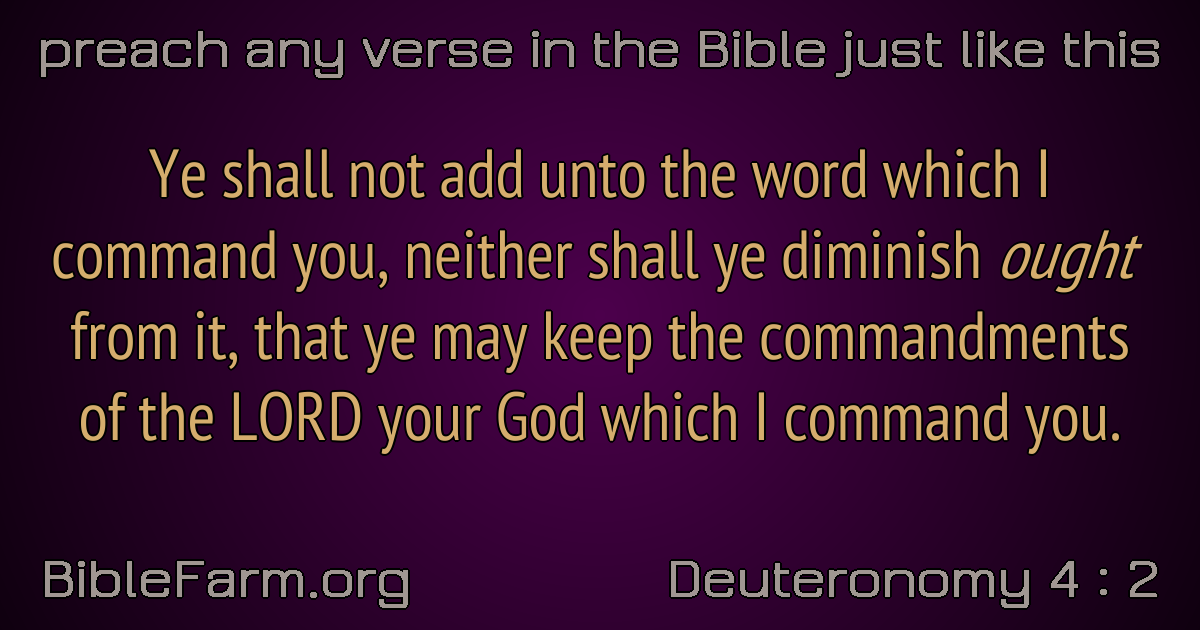 preach any verse in the Bible just like this
Ye shall not add unto the word which I
command you, neither shall ye diminish ought
from it, that ye may keep the commandments
of the LORD your God which I command you.
BibleFarm.org
Deuteronomy 4 : 2